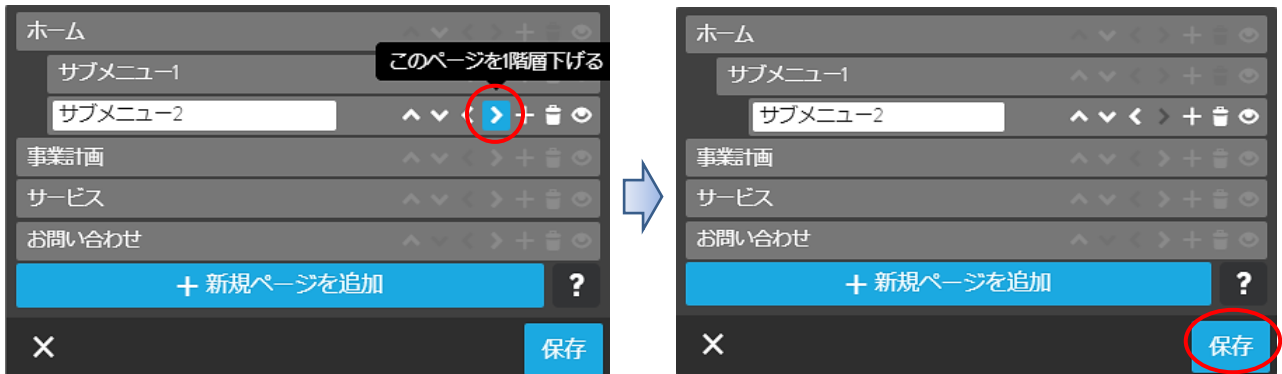 ホーム
このページを1階層下げる
サブメニュー1
サブメニュー2
事業計画
サービス
お問い合わせ
+ 新規ページを追加
?
保存
ホーム
サブメニュー1
サブメニュー2
事業計画
サービス
お問い合わせ
+ 新規ページを追加
?
保存